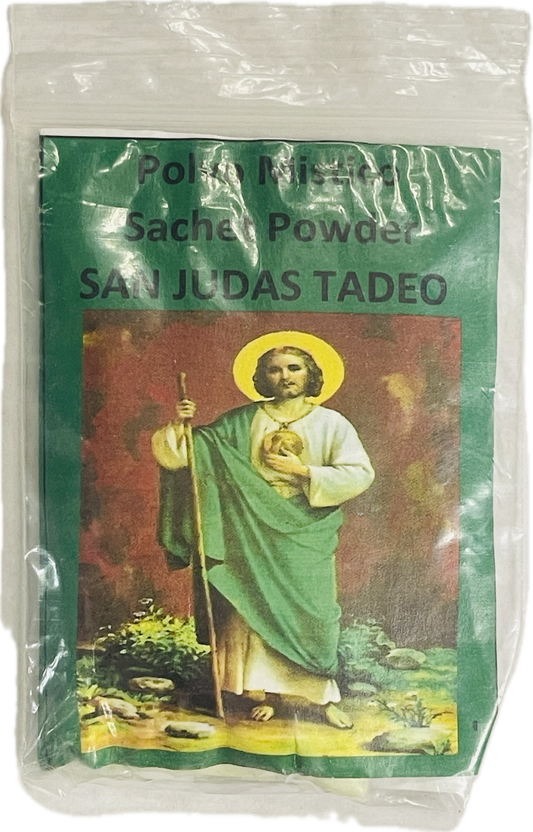 Polvo Mistico
Sachet Powder
SAN JUDAS TADEO